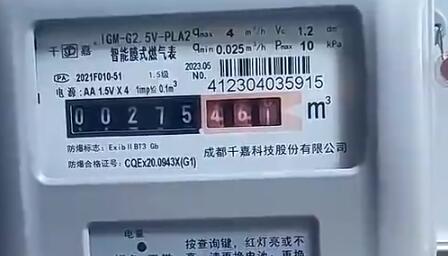 千嘉 IGM-G2.5V-PLA2 qmax 4 m³/h Vc 1.2 dm³
智能膜式燃气表 qmin 0.025 m³/h Pmax 10 kPa
PA 2021F010-51 1.5级 2023.05
NO. 412304035915
电源:AA 1.5V X 4 1imp≙0.1m³
00275 461 m³
防爆标志:Exib II BT3 Gb
防爆合格证号:CQEx20.0943X(G1) 成都千嘉科技股份有限公司
电量
按查询键,红灯亮或不